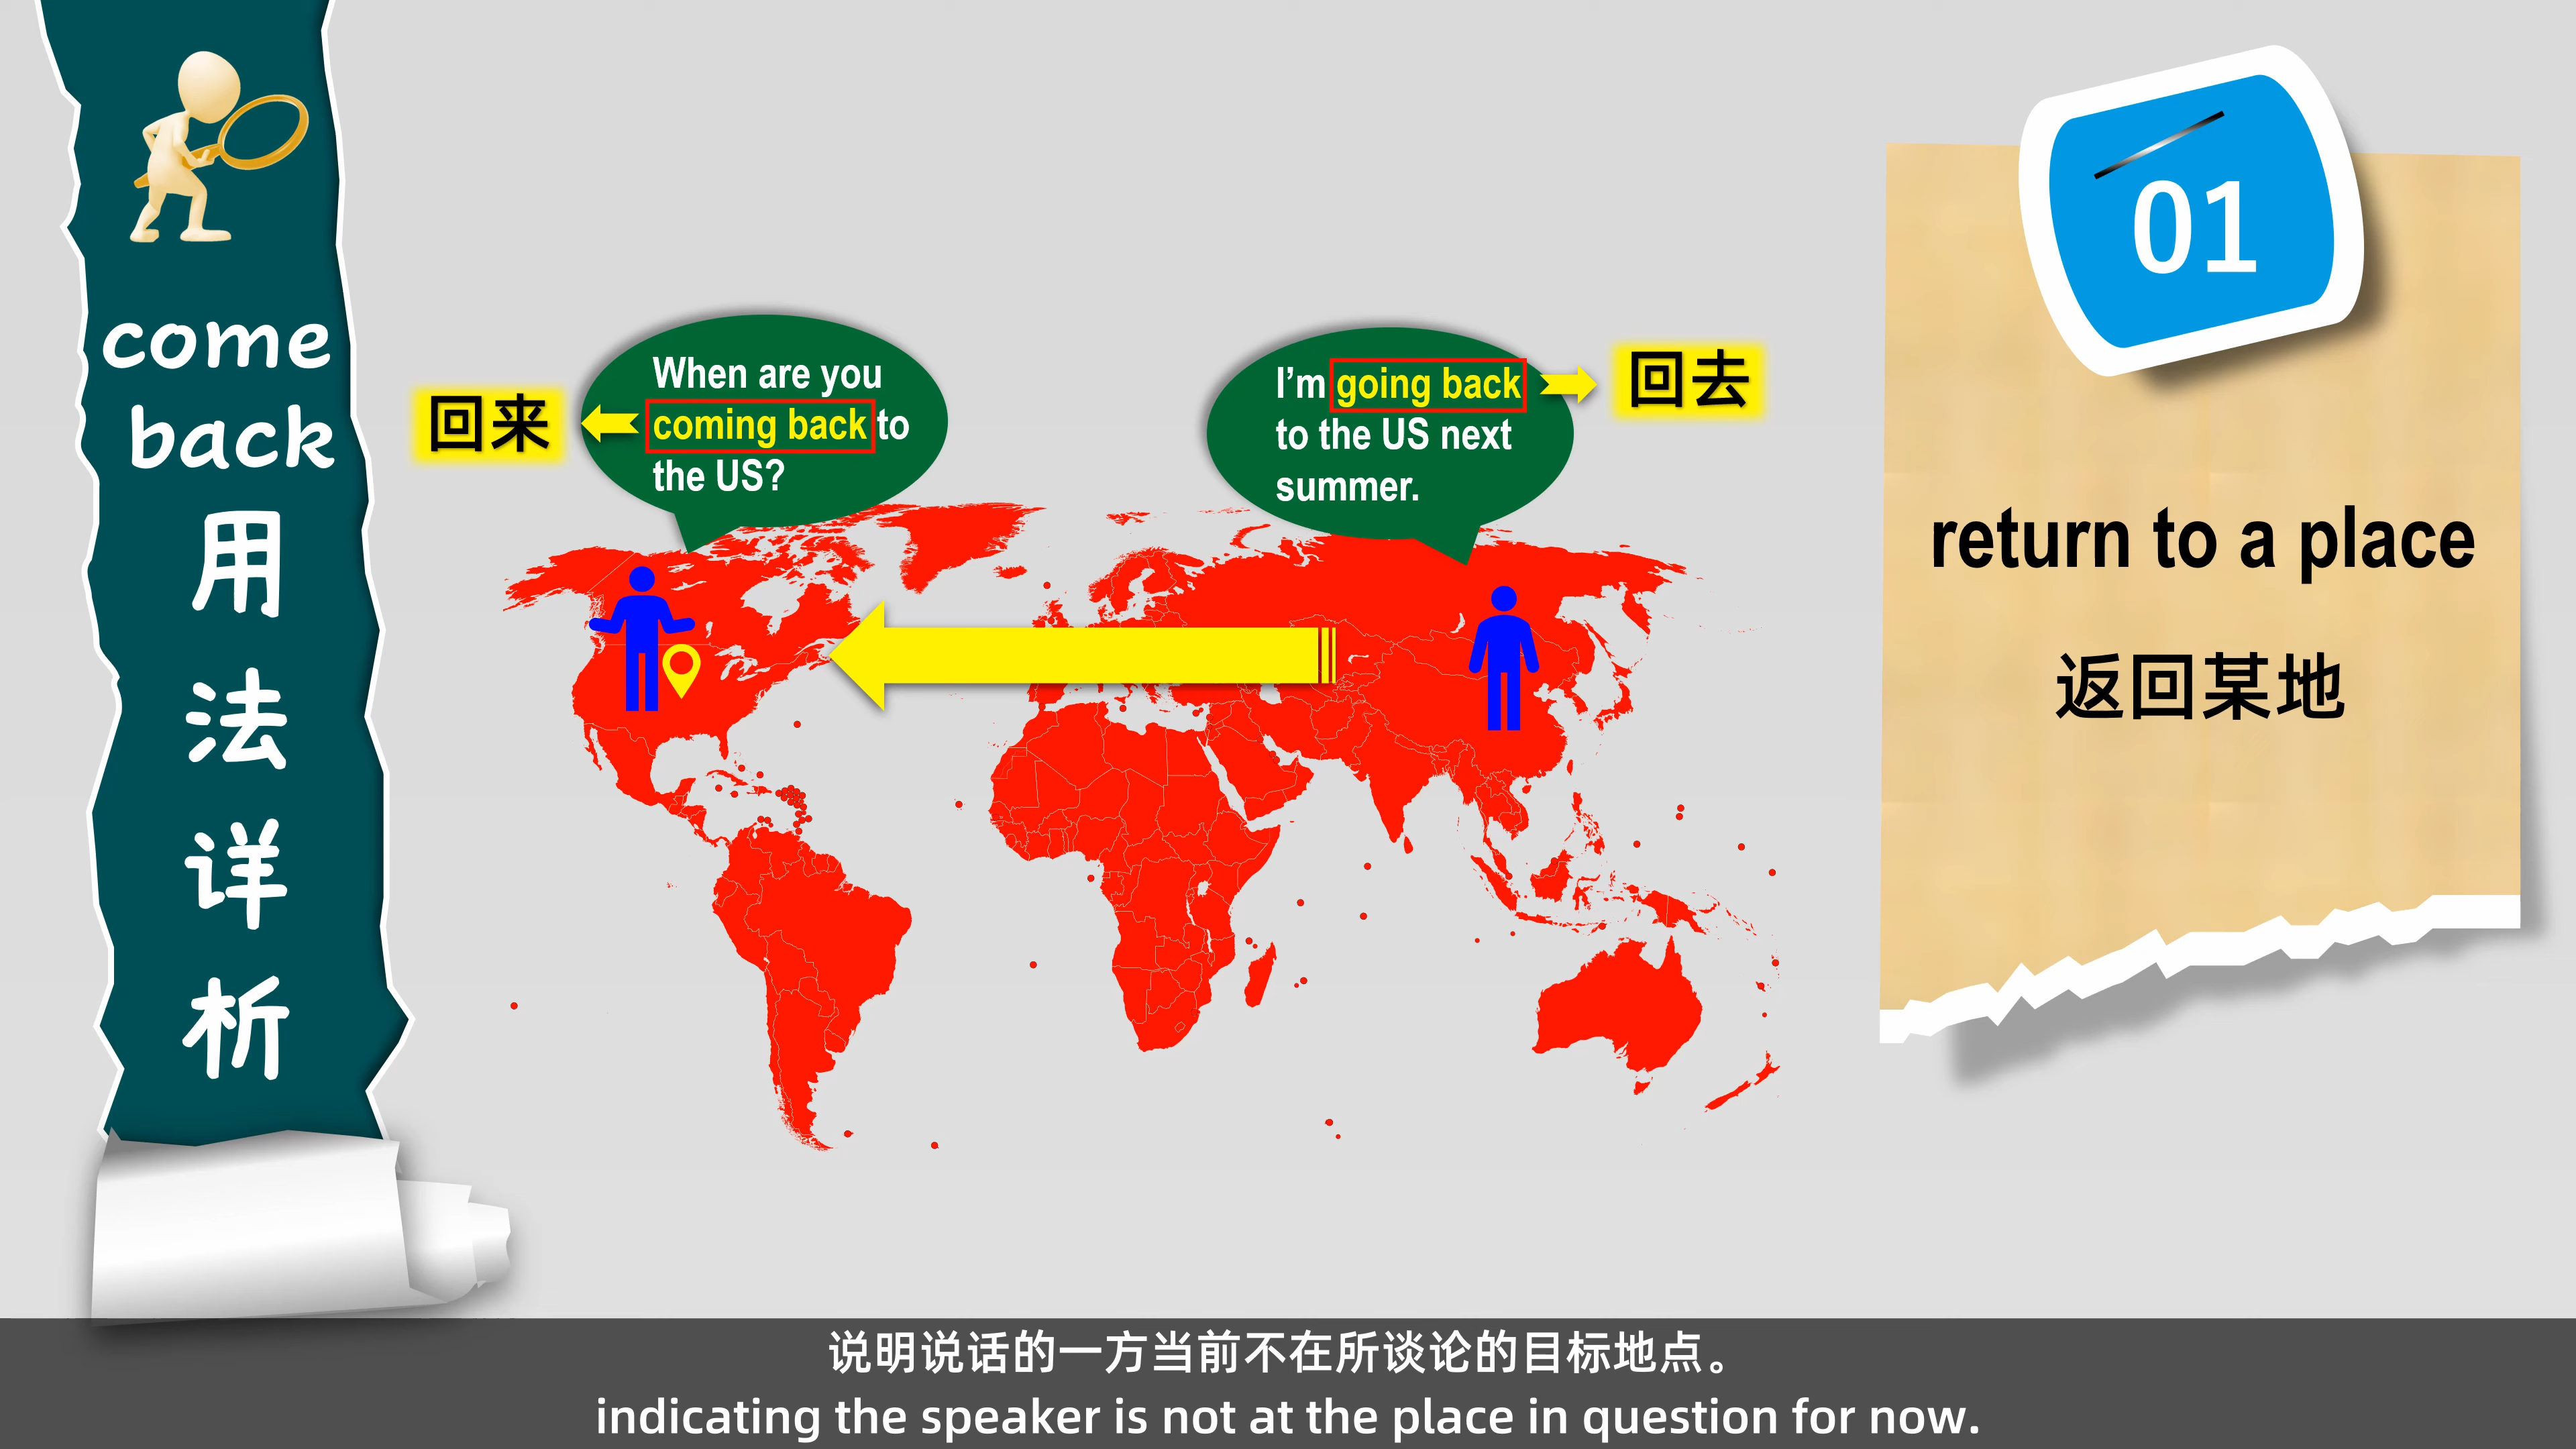 come
back
用
法
详
析
回来
When are you
coming back to
the US?
I'm going back
to the US next
summer.
回去
01
return to a place
返回某地
说明说话的一方当前不在所谈论的目标地点。
indicating the speaker is not at the place in question for now.